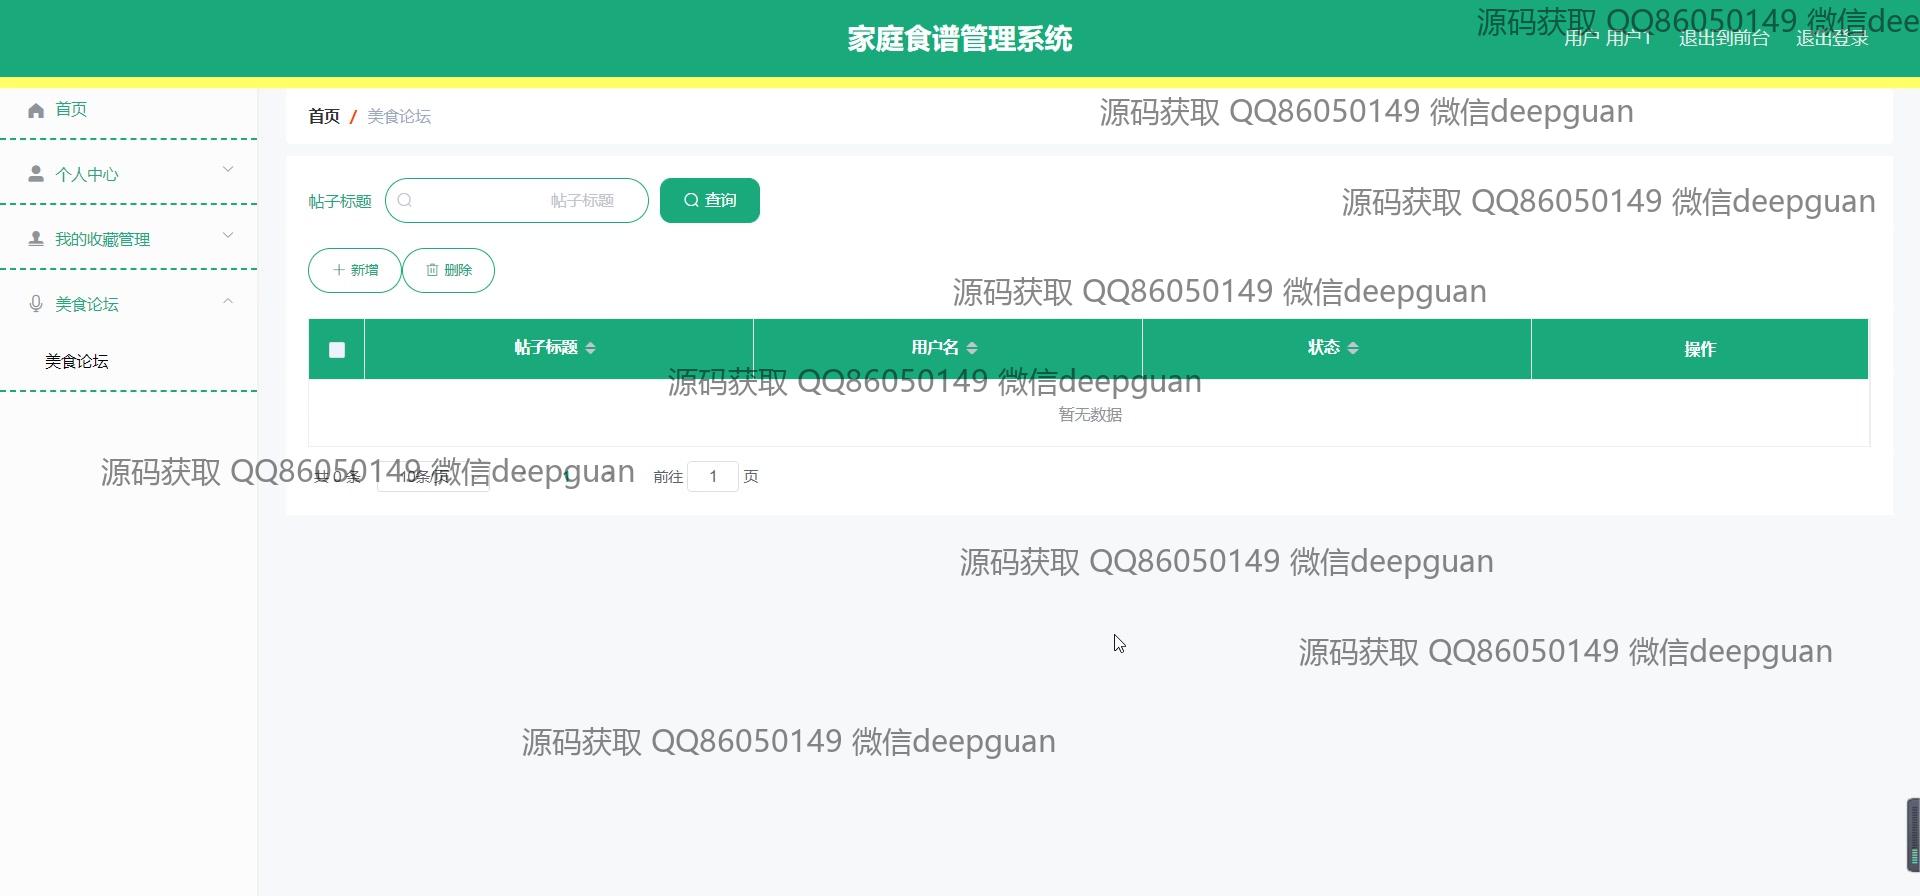 家庭食谱管理系统
源码获取 QQ86050149 微信deep
用户 用户1 退出到前台 退出登录
首页
首页 / 美食论坛
源码获取 QQ86050149 微信deepguan
个人中心
帖子标题 帖子标题 查询
源码获取 QQ86050149 微信deepguan
我的收藏管理
新增 删除
源码获取 QQ86050149 微信deepguan
美食论坛
帖子标题 用户名 状态 操作
美食论坛
源码获取 QQ86050149 微信deepguan
暂无数据
源码获取 QQ86050149 微信deepguan
共 0 条 10条/页 1 前往 1 页
源码获取 QQ86050149 微信deepguan
源码获取 QQ86050149 微信deepguan
源码获取 QQ86050149 微信deepguan